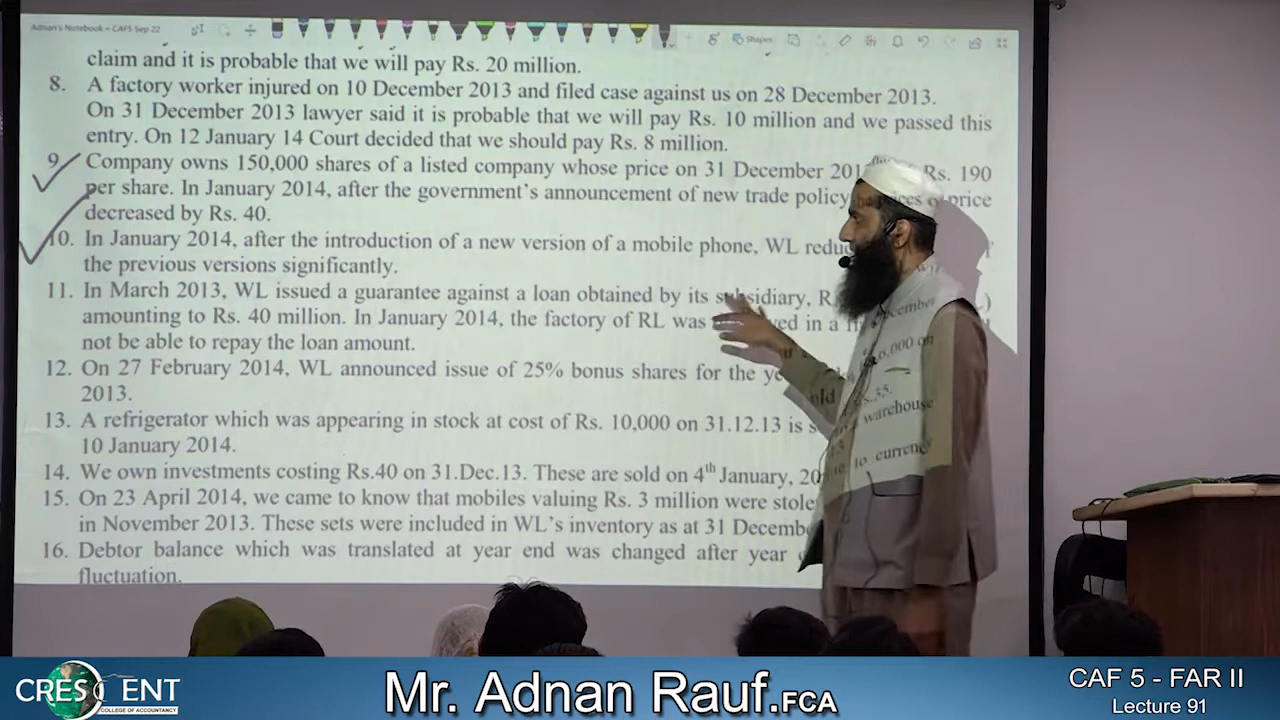 Adnan's Notebook – CAF5 Sep 22
Shapes
claim and it is probable that we will pay Rs. 20 million.
8. A factory worker injured on 10 December 2013 and filed case against us on 28 December 2013.
On 31 December 2013 lawyer said it is probable that we will pay Rs. 10 million and we passed this
entry. On 12 January 14 Court decided that we should pay Rs. 8 million.
9. Company owns 150,000 shares of a listed company whose price on 31 December Rs. 190
per share. In January 2014, after the government's announcement of new trade policy price
decreased by Rs. 40.
10. In January 2014, after the introduction of a new version of a mobile phone, WL
the previous versions significantly.
11. In March 2013, WL issued a guarantee against a loan obtained by its subsidiary,
amounting to Rs. 40 million. In January 2014, the factory of RL was in a
not be able to repay the loan amount.
12. On 27 February 2014, WL announced issue of 25% bonus shares for the
2013.
13. A refrigerator which was appearing in stock at cost of Rs. 10,000 on 31.12.13 is
10 January 2014.
14. We own investments costing Rs.40 on 31.Dec.13. These are sold on 4th January,
15. On 23 April 2014, we came to know that mobiles valuing Rs. 3 million were
warehouse
in November 2013. These sets were included in WL's inventory as at 31
16. Debtor balance which was translated at year end was changed after year to currency
fluctuation.
CRESCENT
COLLEGE OF ACCOUNTANCY
Mr. Adnan Rauf.FCA
CAF 5 - FAR II
Lecture 91